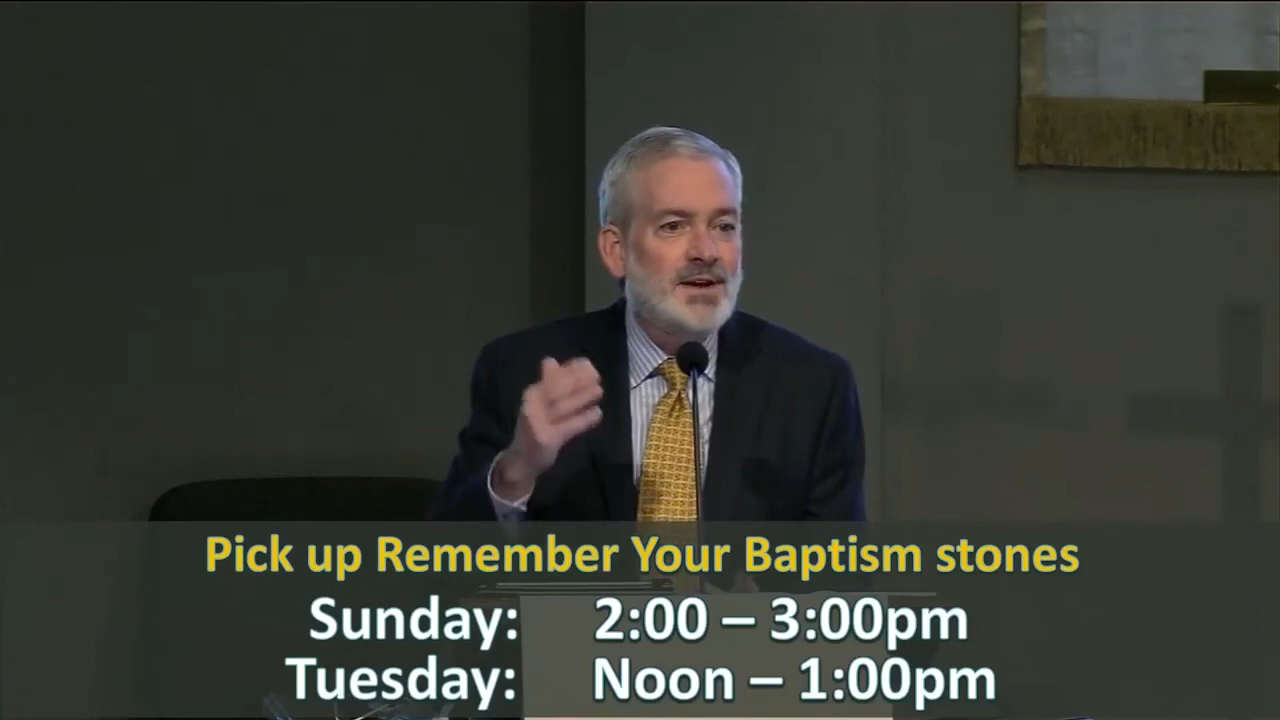 Pick up Remember Your Baptism stones
Sunday: 2:00 – 3:00pm
Tuesday: Noon – 1:00pm